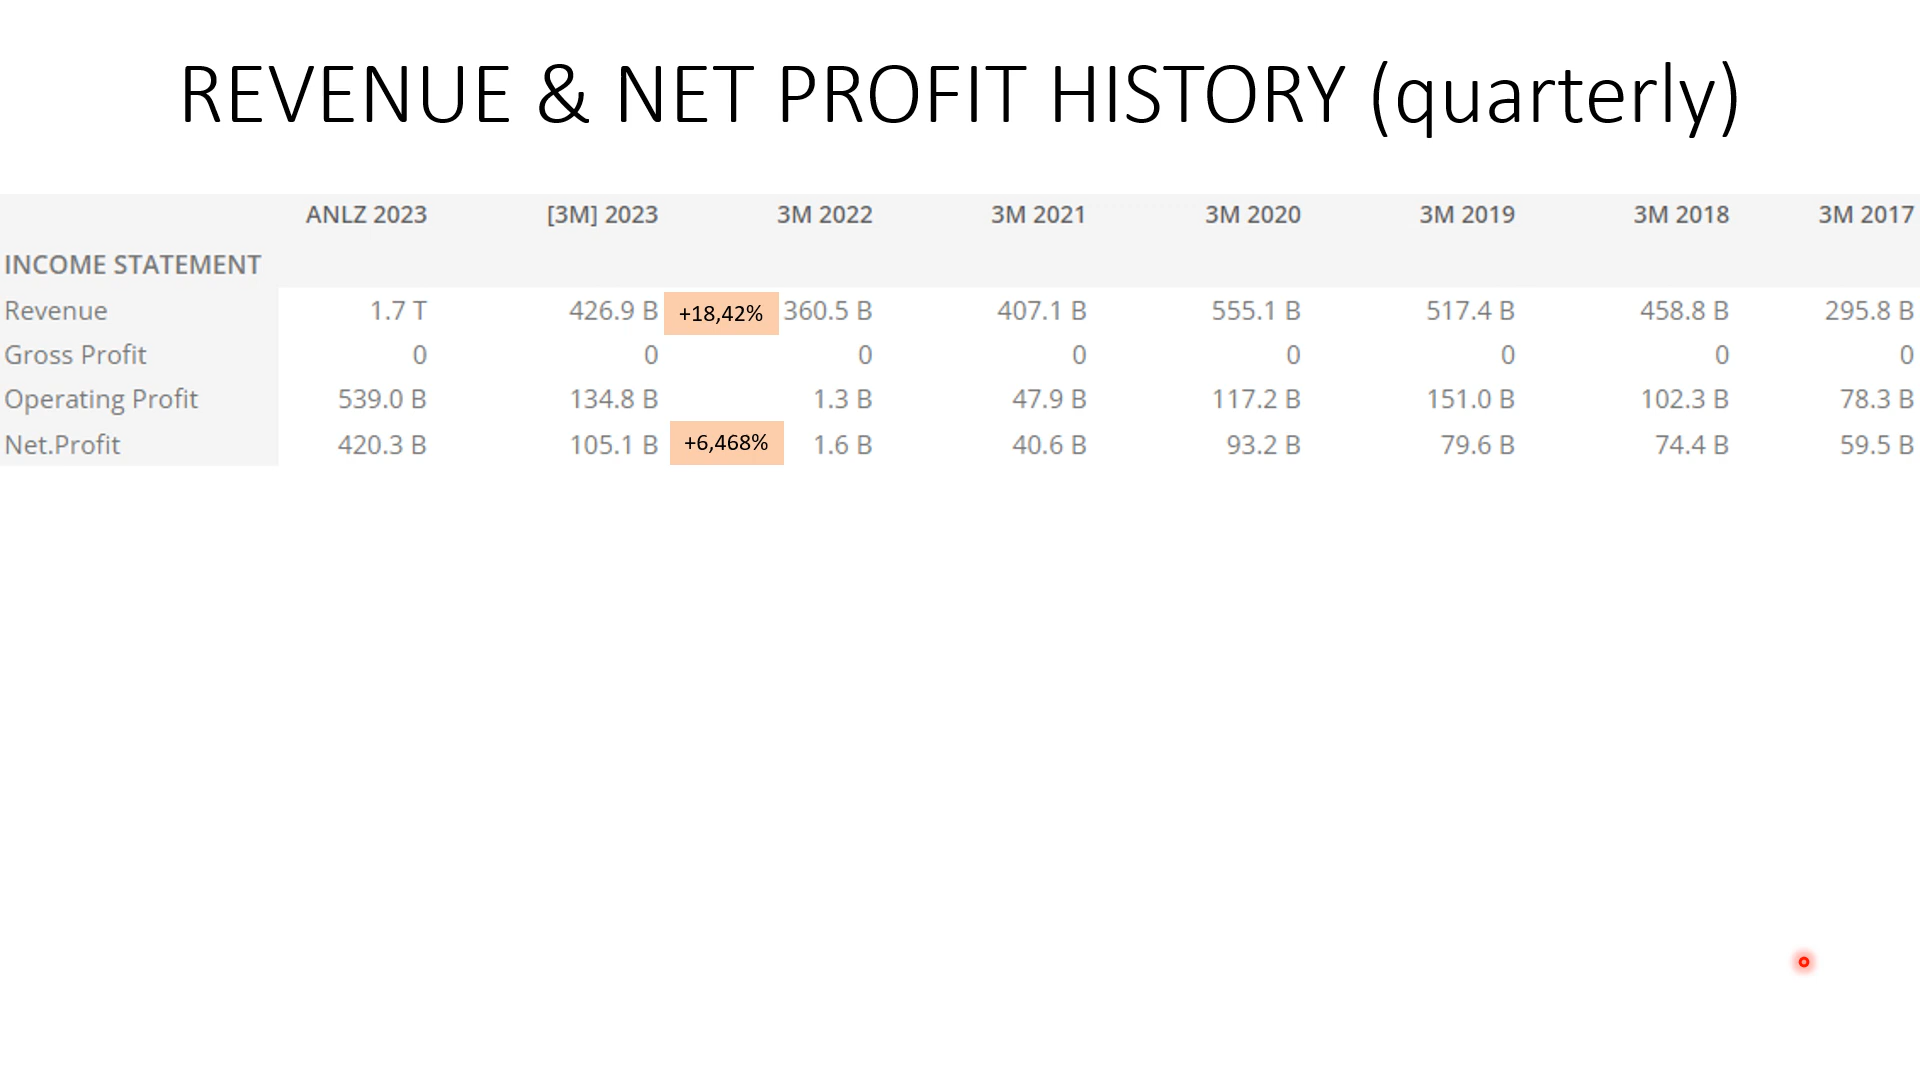 REVENUE & NET PROFIT HISTORY (quarterly)
ANLZ 2023 [3M] 2023 3M 2022 3M 2021 3M 2020 3M 2019 3M 2018 3M 2017
INCOME STATEMENT
Revenue 1.7 T 426.9 B +18,42% 360.5 B 407.1 B 555.1 B 517.4 B 458.8 B 295.8 B
Gross Profit 0 0 0 0 0 0 0 0
Operating Profit 539.0 B 134.8 B 1.3 B 47.9 B 117.2 B 151.0 B 102.3 B 78.3 B
Net.Profit 420.3 B 105.1 B +6,468% 1.6 B 40.6 B 93.2 B 79.6 B 74.4 B 59.5 B